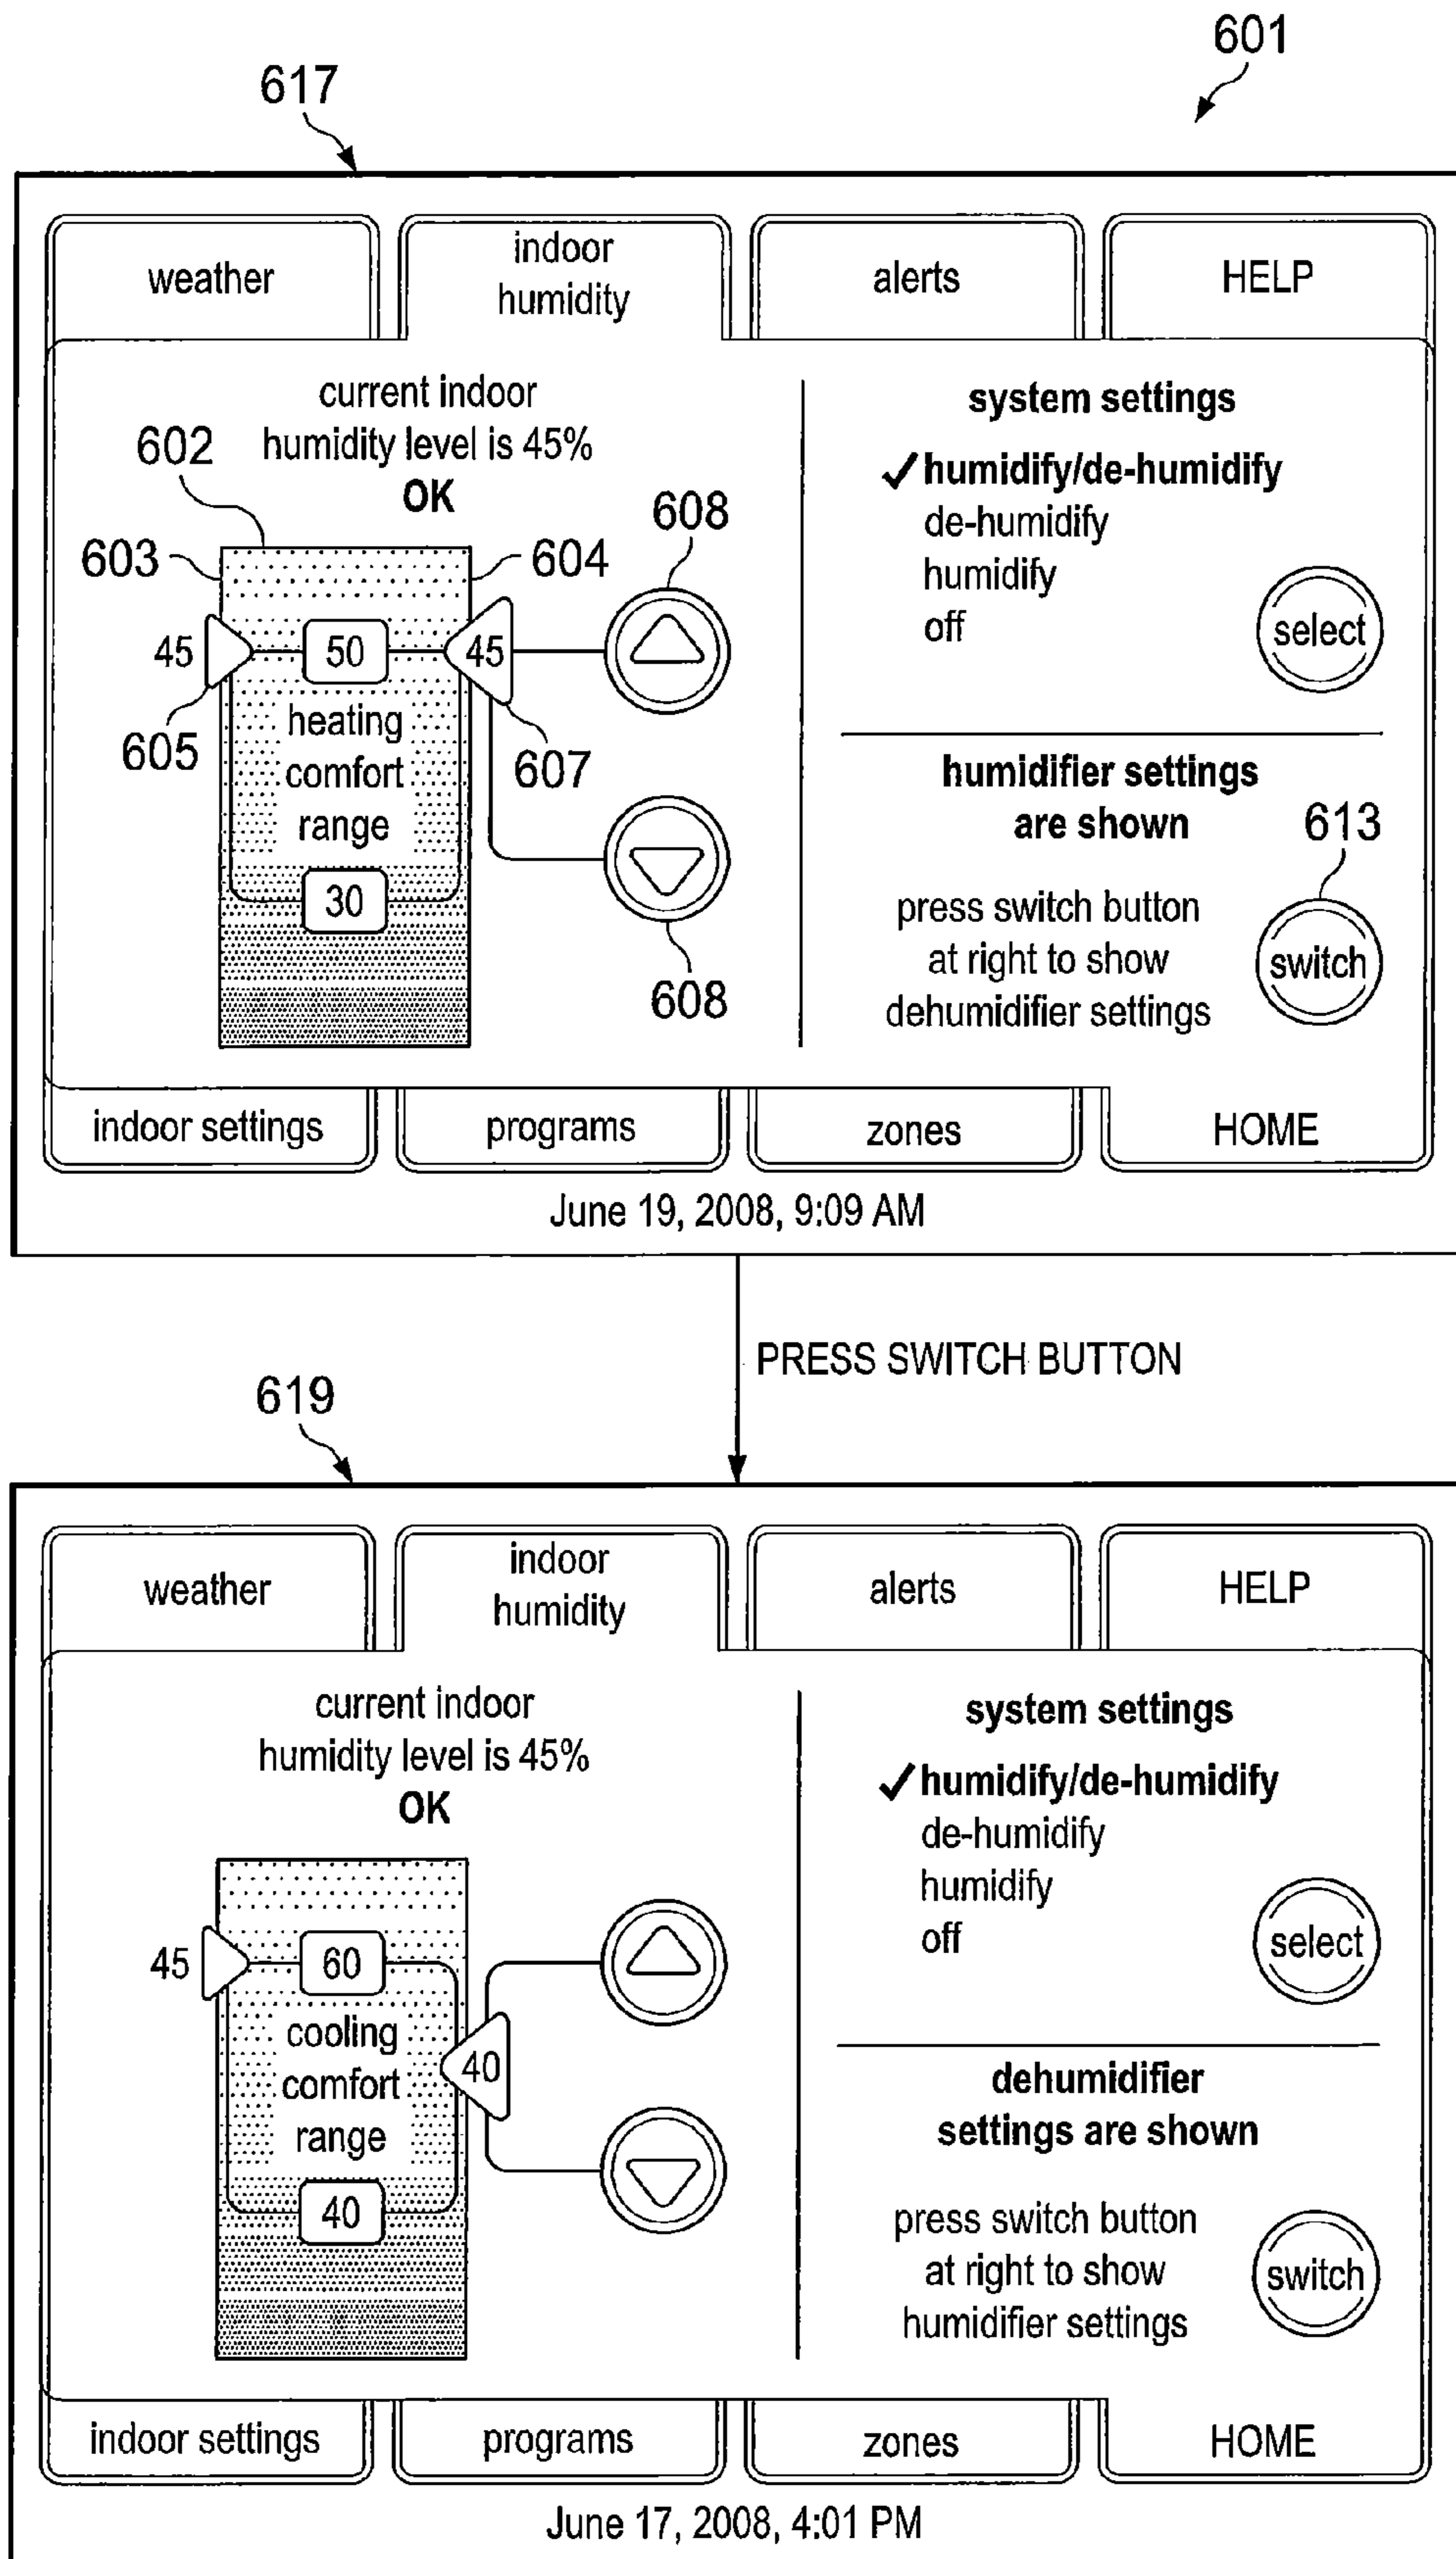 601
617
weather
indoor
humidity
alerts
HELP
current indoor
humidity level is 45%
OK
602
603
604
608
45
50
45
605
607
heating
comfort
range
30
608
system settings
✓humidify/de-humidify
de-humidify
humidify
off
select
humidifier settings
are shown
613
press switch button
at right to show
dehumidifier settings
switch
indoor settings
programs
zones
HOME
June 19, 2008, 9:09 AM
PRESS SWITCH BUTTON
619
weather
indoor
humidity
alerts
HELP
current indoor
humidity level is 45%
OK
45
60
cooling
comfort
range
40
40
system settings
✓humidify/de-humidify
de-humidify
humidify
off
select
dehumidifier
settings are shown
press switch button
at right to show
humidifier settings
switch
indoor settings
programs
zones
HOME
June 17, 2008, 4:01 PM